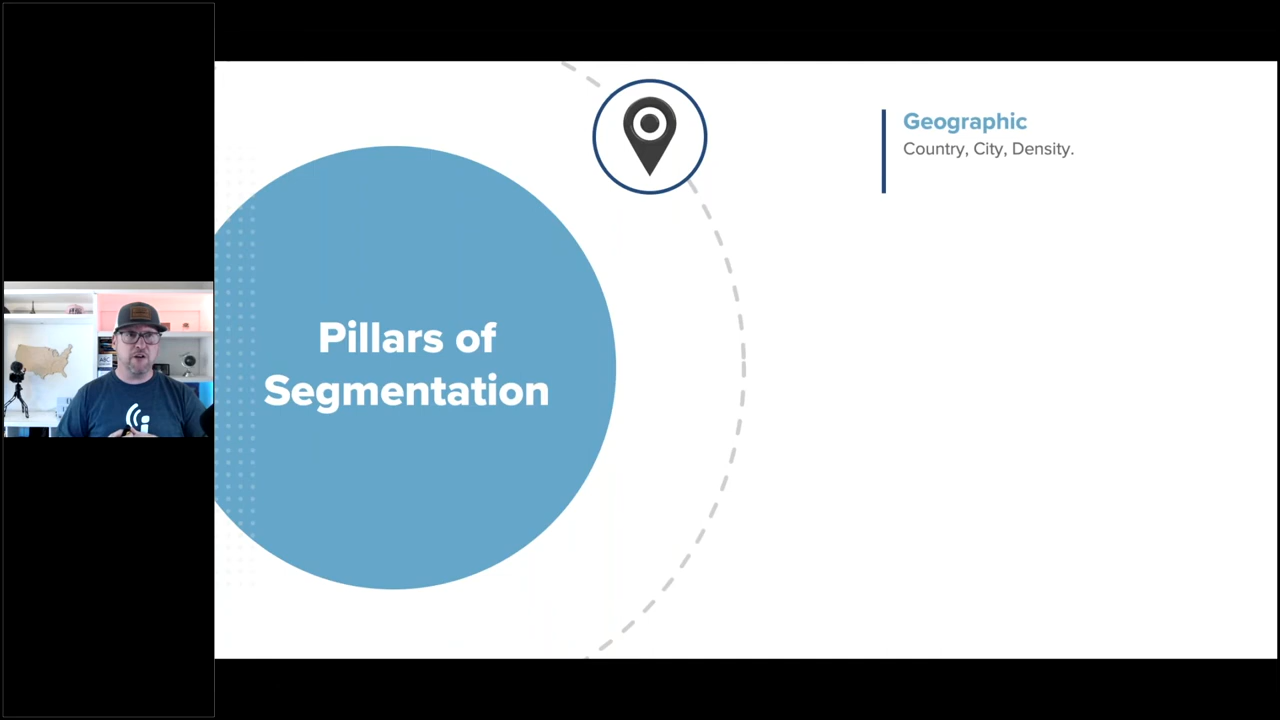 Pillars of
Segmentation
Geographic
Country, City, Density.